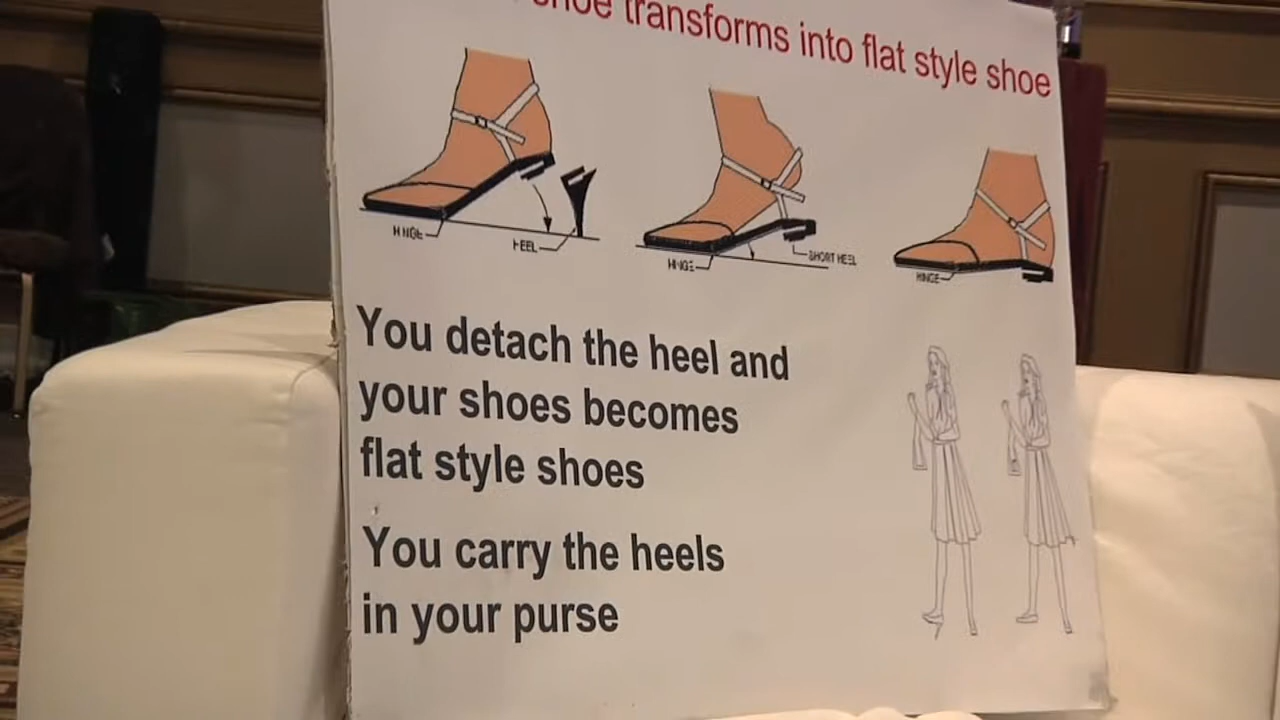 shoe transforms into flat style shoe
HINGE
HEEL
HINGE
SHORT HEEL
HINGE
You detach the heel and
your shoes becomes
flat style shoes
You carry the heels
in your purse